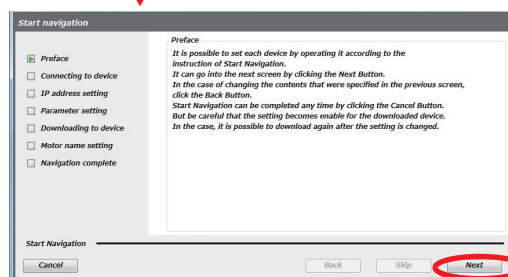 Start navigation
Preface
Connecting to device
IP address setting
Parameter setting
Downloading to device
Motor name setting
Navigation complete
Preface
It is possible to set each device by operating it according to the
instruction of Start Navigation.
It can go into the next screen by clicking the Next Button.
In the case of changing the contents that were specified in the previous screen,
click the Back Button.
Start Navigation can be completed any time by clicking the Cancel Button.
But be careful that the setting becomes enable for the downloaded device.
In the case, it is possible to download again after the setting is changed.
Start Navigation
Cancel
Back
Skip
Next